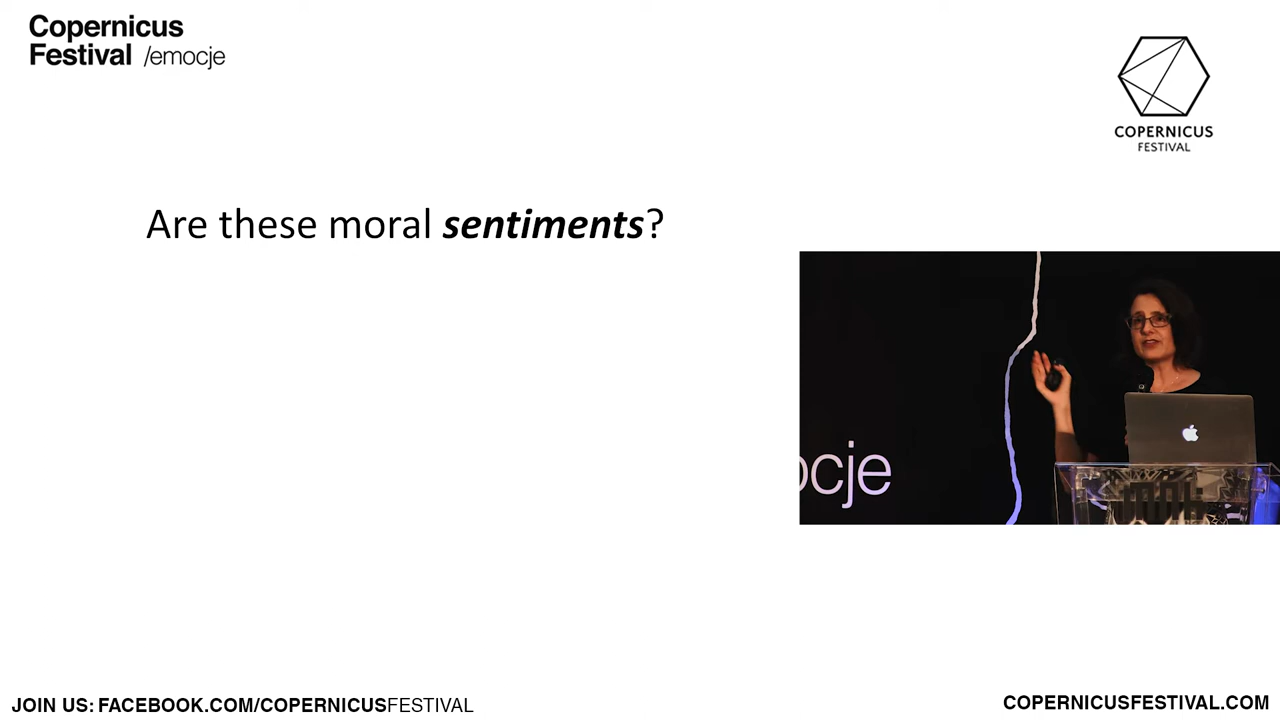 Copernicus
Festival /emocje
COPERNICUS
FESTIVAL
Are these moral sentiments?
ocje
JOIN US: FACEBOOK.COM/COPERNICUSFESTIVAL
COPERNICUSFESTIVAL.COM